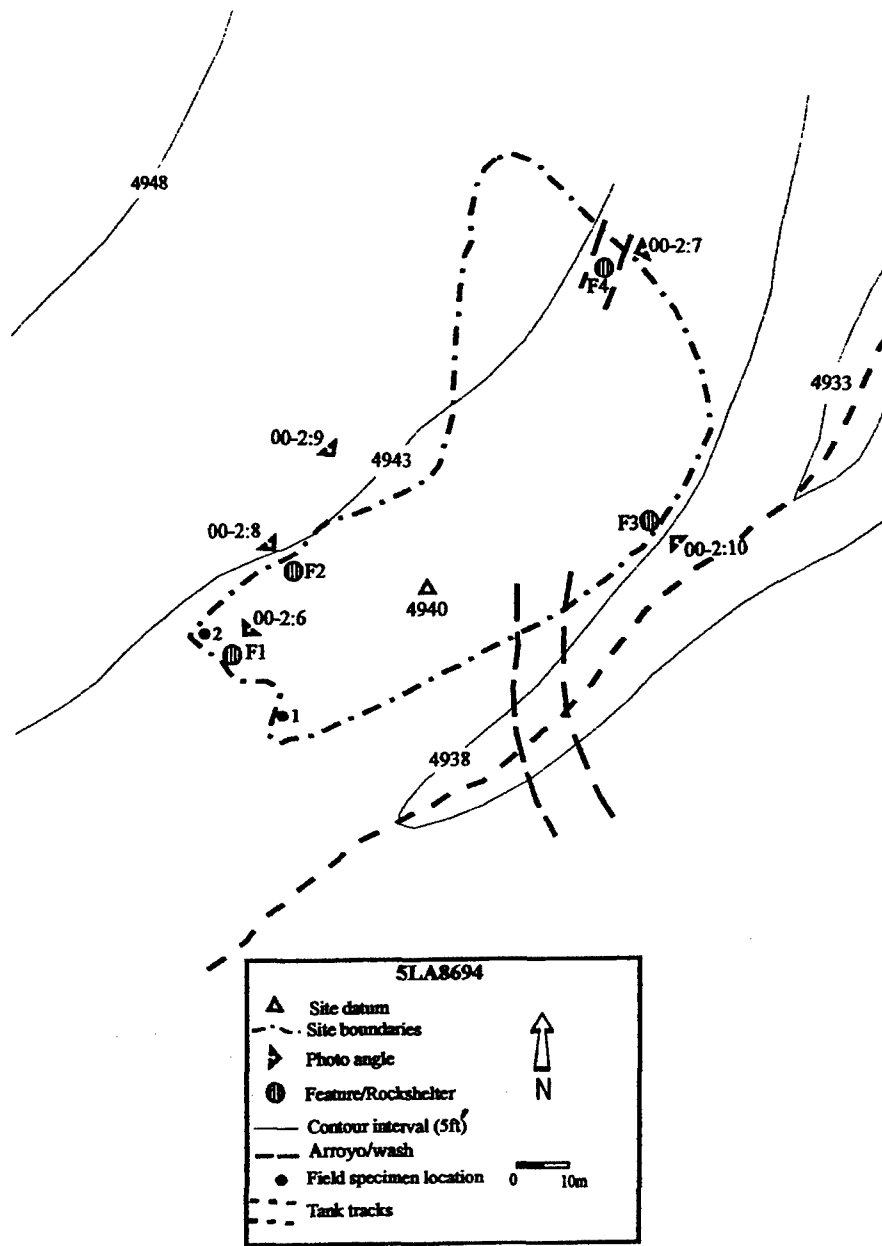 4948
00-2:7
F4
4933
00-2:9
4943
00-2:8
F3
00-2:10
F2
4940
00-2:6
2
F1
1
4938
5LA8694
Site datum
Site boundaries
Photo angle
Feature/Rockshelter
N
Contour interval (5ft)'
Arroyo/wash
Field specimen location
0 10m
Tank tracks